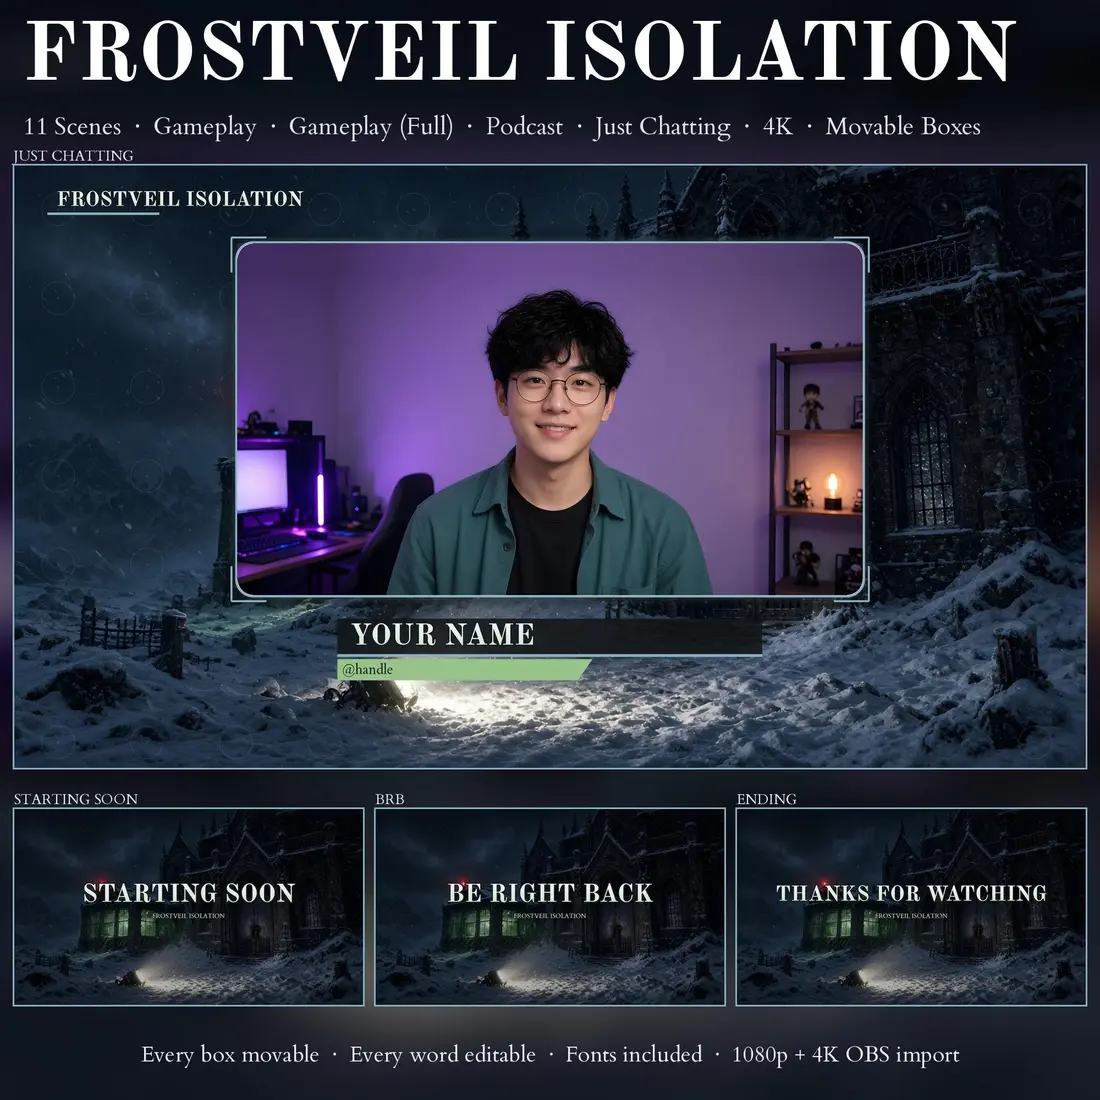 FROSTVEIL ISOLATION
11 Scenes · Gameplay · Gameplay (Full) · Podcast · Just Chatting · 4K · Movable Boxes
JUST CHATTING
FROSTVEIL ISOLATION
YOUR NAME
@handle
STARTING SOON
BRB
ENDING
STARTING SOON
FROSTVEIL ISOLATION
BE RIGHT BACK
FROSTVEIL ISOLATION
THANKS FOR WATCHING
FROSTVEIL ISOLATION
Every box movable · Every word editable · Fonts included · 1080p + 4K OBS import